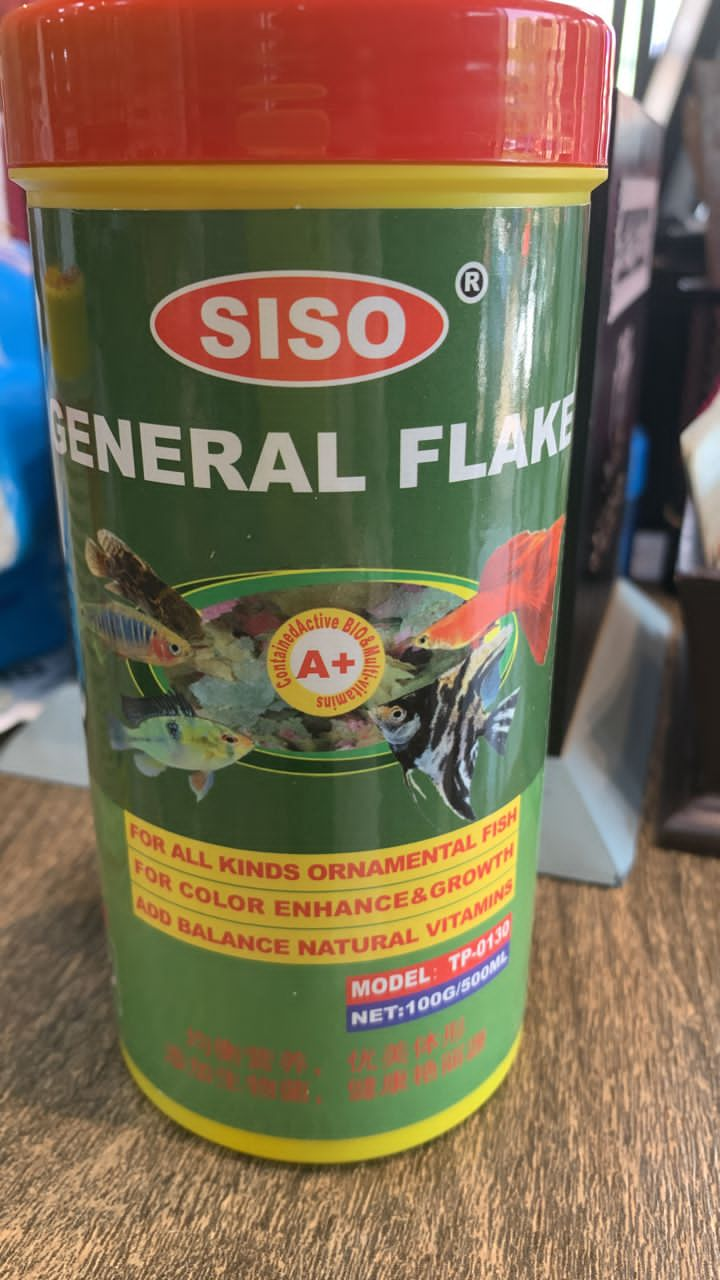 SISO
®
GENERAL FLAKE
ContainedActive BIO&Multi-vitamins
A+
FOR ALL KINDS ORNAMENTAL FISH
FOR COLOR ENHANCE&GROWTH
ADD BALANCE NATURAL VITAMINS
MODEL: TP-0130
NET:100G/500ML
均衡营养，优美体形
添加生物菌，健康艳丽